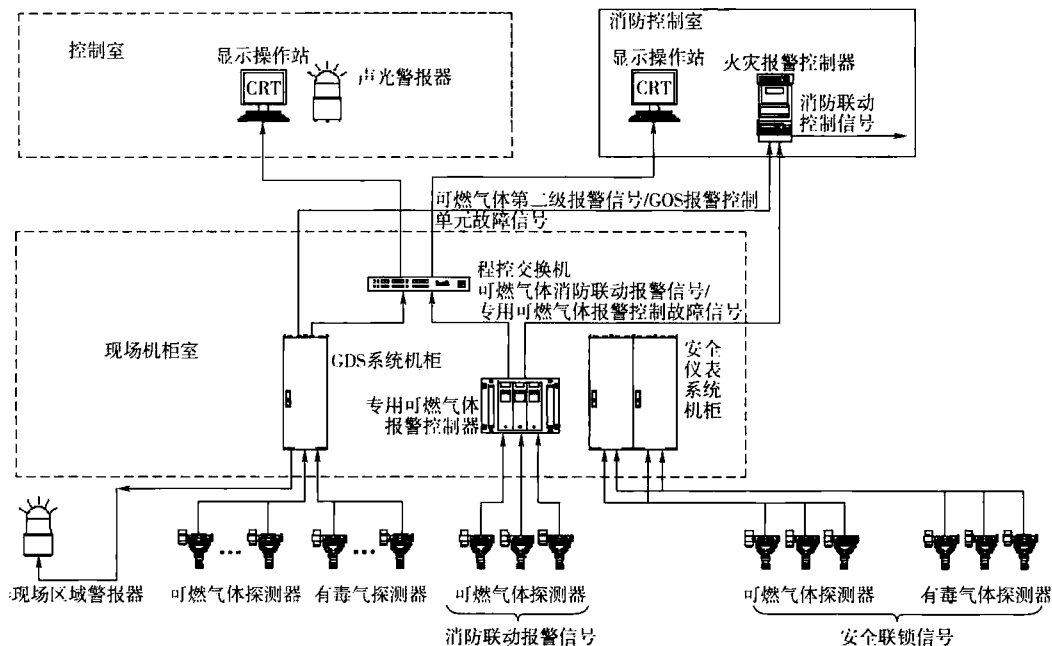 控制室
显示操作站
CRT
声光警报器
消防控制室
显示操作站
CRT
火灾报警控制器
消防联动
控制信号
可燃气体第二级报警信号/GOS报警控制
单元故障信号
现场机柜室
程控交换机
可燃气体消防联动报警信号/
专用可燃气体报警控制故障信号
GDS系统机柜
专用可燃气体
报警控制器
安全
仪表
系统
机柜
现场区域警报器
可燃气体探测器
有毒气探测器
可燃气体探测器
消防联动报警信号
可燃气体探测器
有毒气体探测器
安全联锁信号